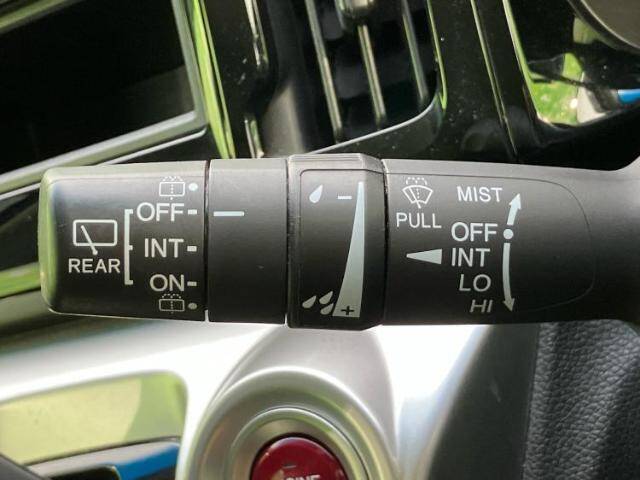 OFF
INT
REAR
ON
-
+
PULL
MIST
OFF
INT
LO
HI